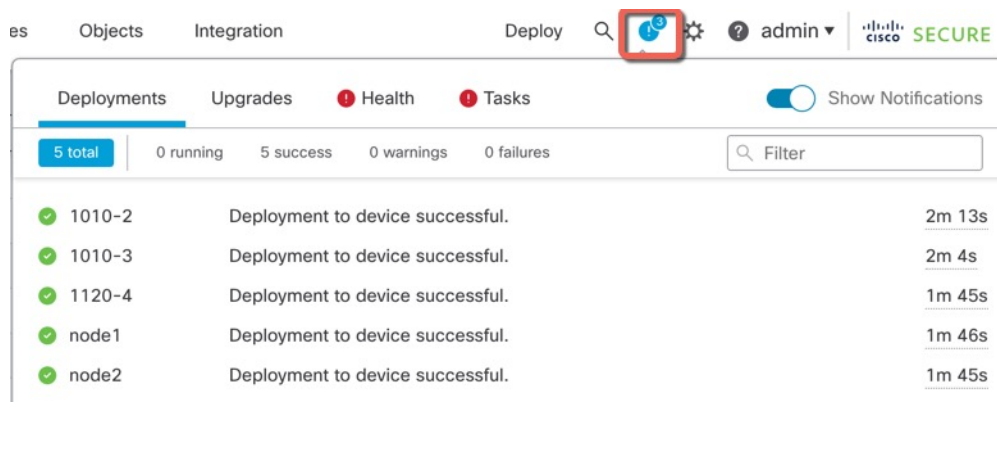 es Objects Integration Deploy 3 admin cisco SECURE
Deployments Upgrades Health Tasks Show Notifications
5 total 0 running 5 success 0 warnings 0 failures Filter
1010-2 Deployment to device successful. 2m 13s
1010-3 Deployment to device successful. 2m 4s
1120-4 Deployment to device successful. 1m 45s
node1 Deployment to device successful. 1m 46s
node2 Deployment to device successful. 1m 45s